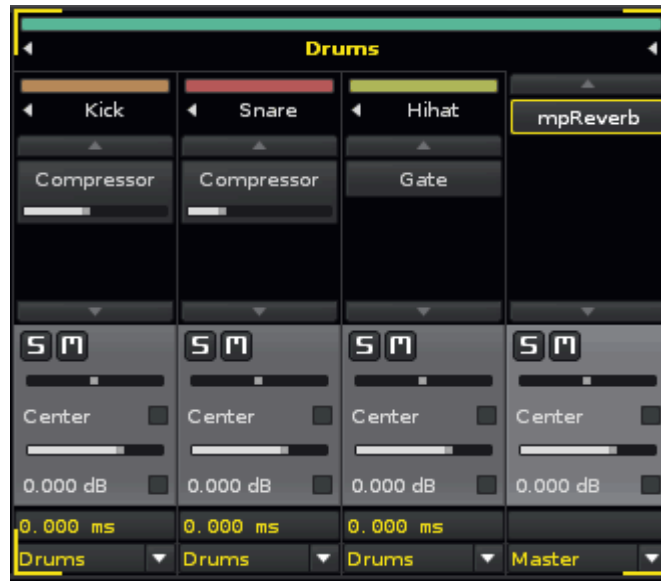 Drums
Kick Snare Hihat mpReverb
Compressor Compressor Gate
S M S M S M S M
Center Center Center Center
0.000 dB 0.000 dB 0.000 dB 0.000 dB
0.000 ms 0.000 ms 0.000 ms
Drums Drums Drums Master